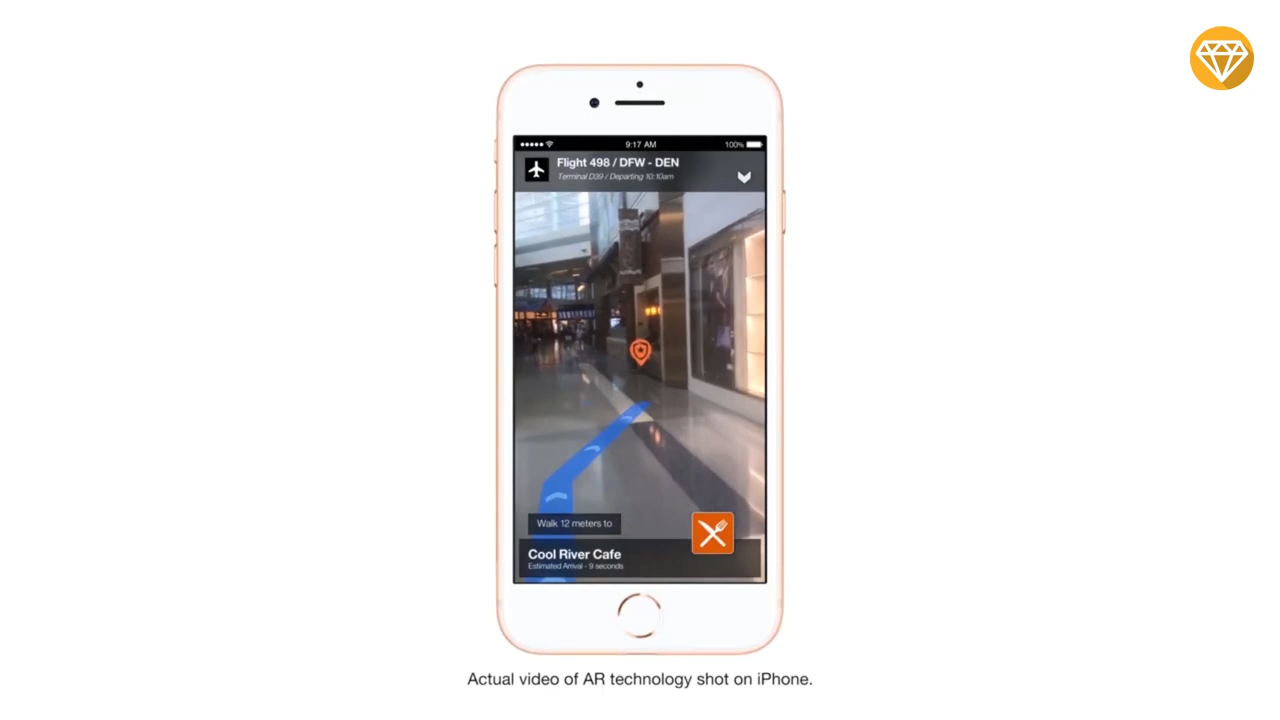 9:17 AM
100%
Flight 498 / DFW - DEN
Terminal D39 / Departing 10:10am
Walk 12 meters to
Cool River Cafe
Estimated Arrival - 9 seconds
Actual video of AR technology shot on iPhone.